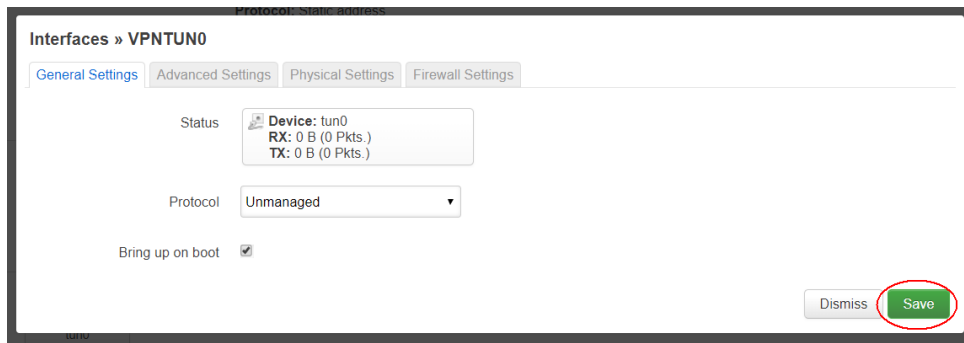 Protocol: Static address
Interfaces » VPNTUN0
General Settings Advanced Settings Physical Settings Firewall Settings
Status
Device: tun0
RX: 0 B (0 Pkts.)
TX: 0 B (0 Pkts.)
Protocol Unmanaged
Bring up on boot
Dismiss Save
tun0